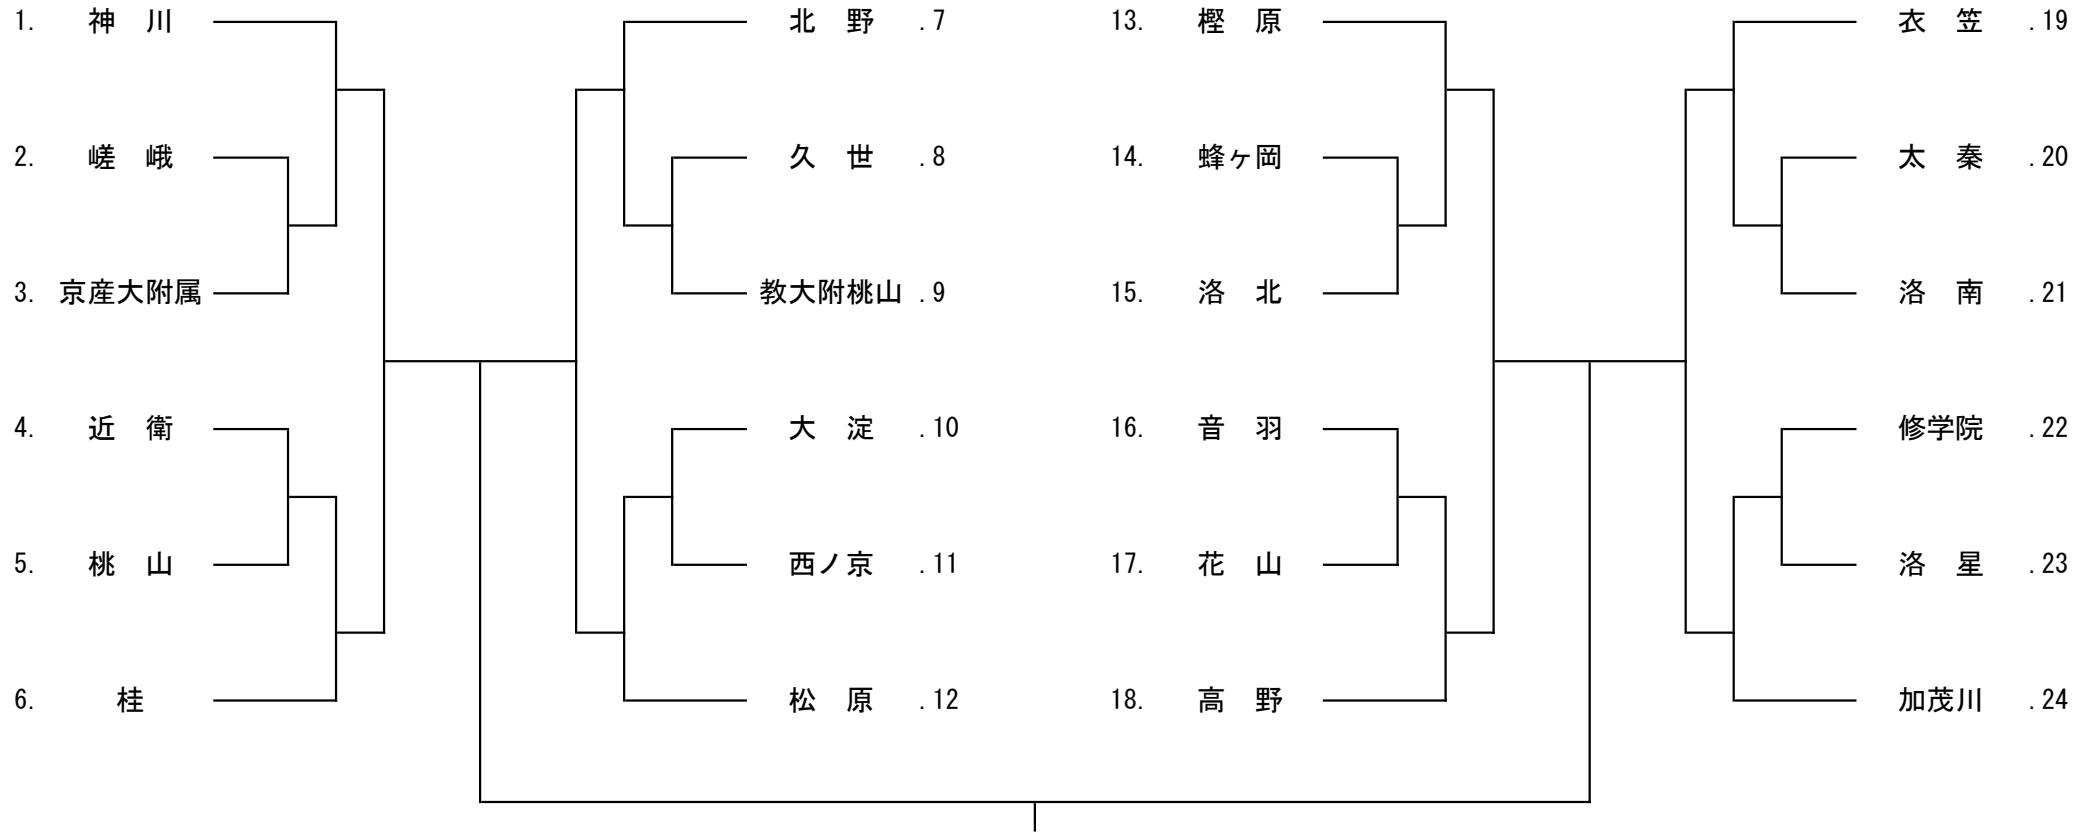 1. 神　川
2. 嵯　峨
3. 京産大附属
4. 近　衛
5. 桃　山
6. 桂
北　野 .7
久　世 .8
教大附桃山 .9
大　淀 .10
西ノ京 .11
松　原 .12
13. 樫　原
14. 蜂ヶ岡
15. 洛　北
16. 音　羽
17. 花　山
18. 高　野
衣　笠 .19
太　秦 .20
洛　南 .21
修学院 .22
洛　星 .23
加茂川 .24